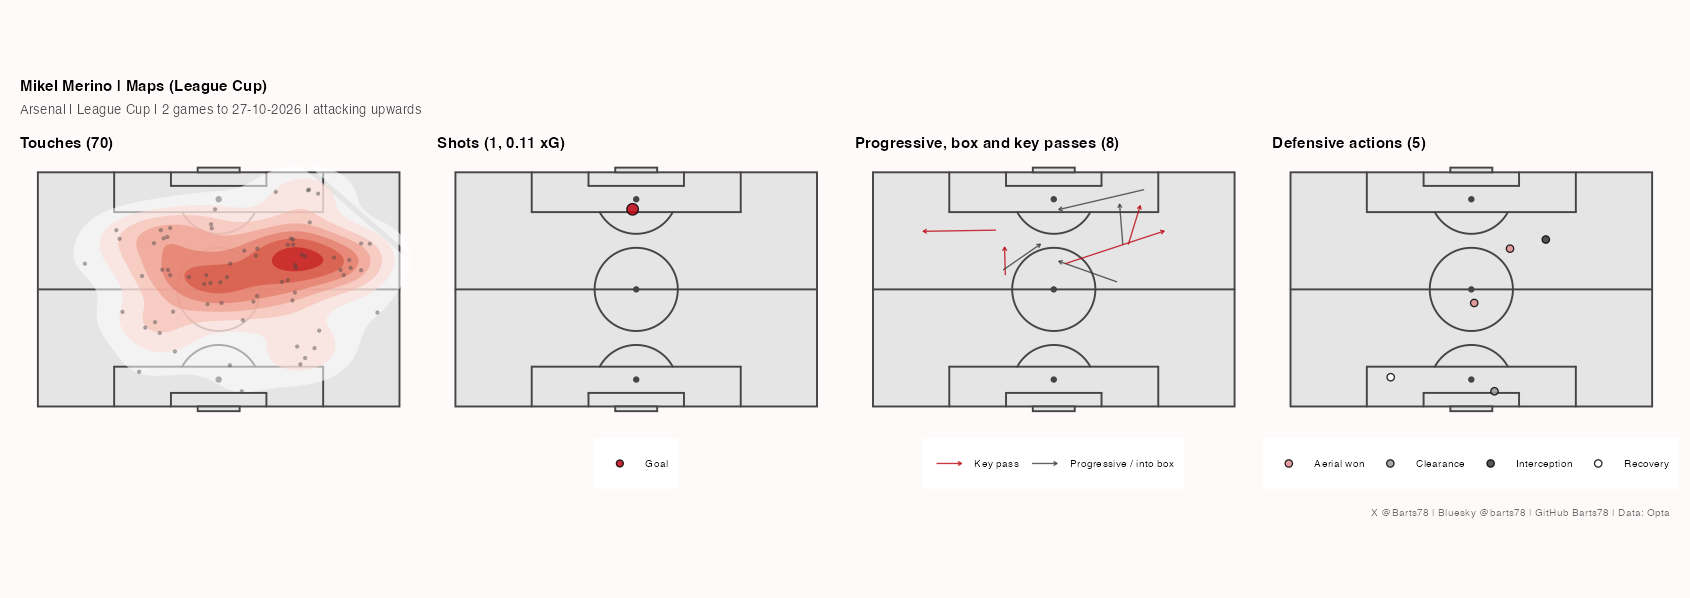 Mikel Merino | Maps (League Cup)
Arsenal | League Cup | 2 games to 27-10-2026 | attacking upwards
Touches (70)
Shots (1, 0.11 xG)
Progressive, box and key passes (8)
Defensive actions (5)
Goal
Key pass
Progressive / into box
Aerial won
Clearance
Interception
Recovery
X @Barts78 | Bluesky @barts78 | GitHub Barts78 | Data: Opta